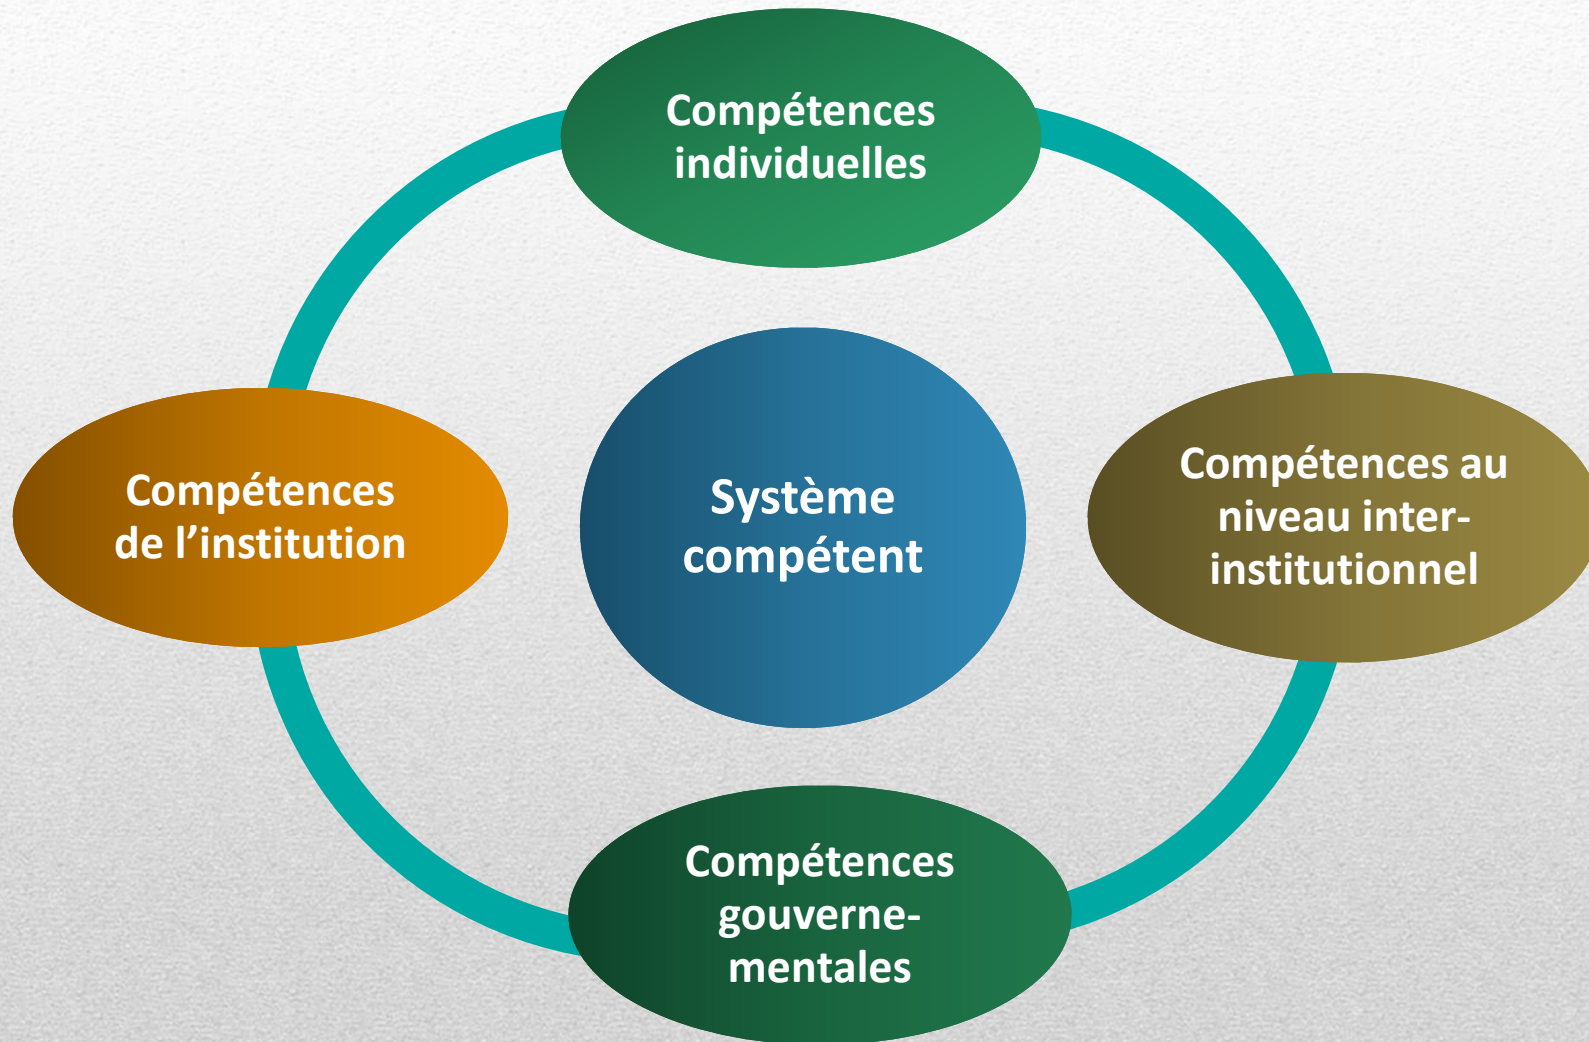 Compétences
individuelles
Compétences
de l’institution
Système
compétent
Compétences au
niveau inter-
institutionnel
Compétences
gouverne-
mentales